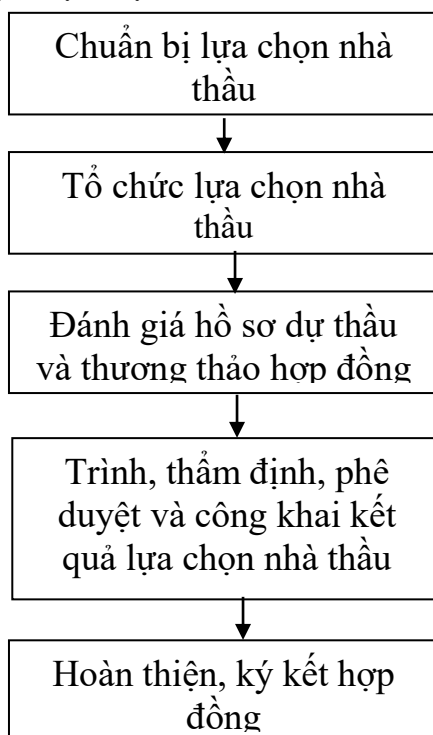 Chuẩn bị lựa chọn nhà
thầu
Tổ chức lựa chọn nhà
thầu
Đánh giá hồ sơ dự thầu
và thương thảo hợp đồng
Trình, thẩm định, phê
duyệt và công khai kết
quả lựa chọn nhà thầu
Hoàn thiện, ký kết hợp
đồng